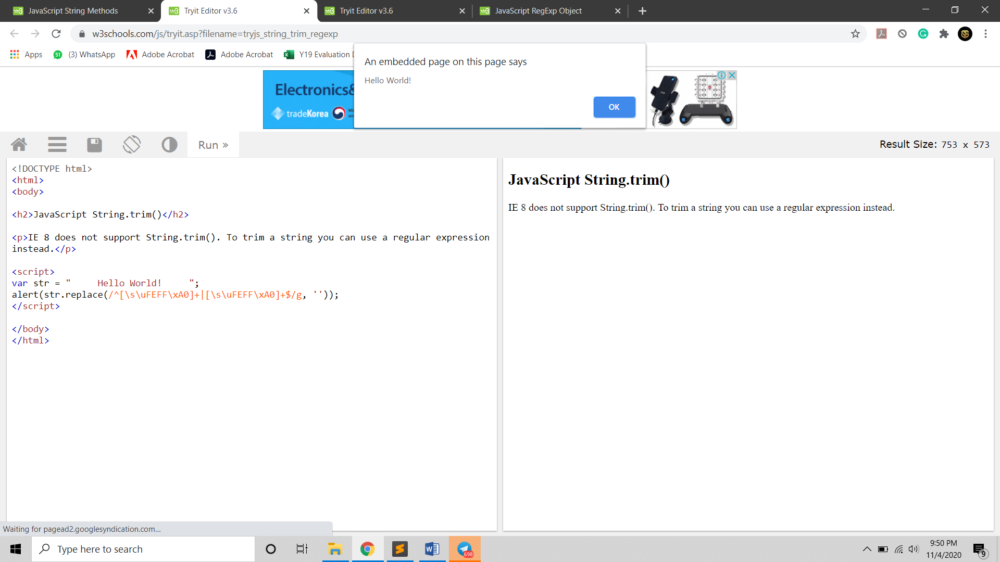 JavaScript String Methods
Tryit Editor v3.6
Tryit Editor v3.6
JavaScript RegExp Object
w3schools.com/js/tryit.asp?filename=tryjs_string_trim_regexp
Apps
51
(3) WhatsApp
Adobe Acrobat
Adobe Acrobat
Y19 Evaluation
An embedded page on this page says
Hello World!
OK
Electronics&
tradeKorea
Run »
Result Size: 753 x 573
<!DOCTYPE html>
<html>
<body>
<h2>JavaScript String.trim()</h2>
<p>IE 8 does not support String.trim(). To trim a string you can use a regular expression
instead.</p>
<script>
var str = "     Hello World!     ";
alert(str.replace(/^[\s\uFEFF\xA0]+|[\s\uFEFF\xA0]+$/g, ''));
</script>
</body>
</html>
JavaScript String.trim()
IE 8 does not support String.trim(). To trim a string you can use a regular expression instead.
Waiting for pagead2.googlesyndication.com...
Type here to search
698
9:50 PM
11/4/2020
9